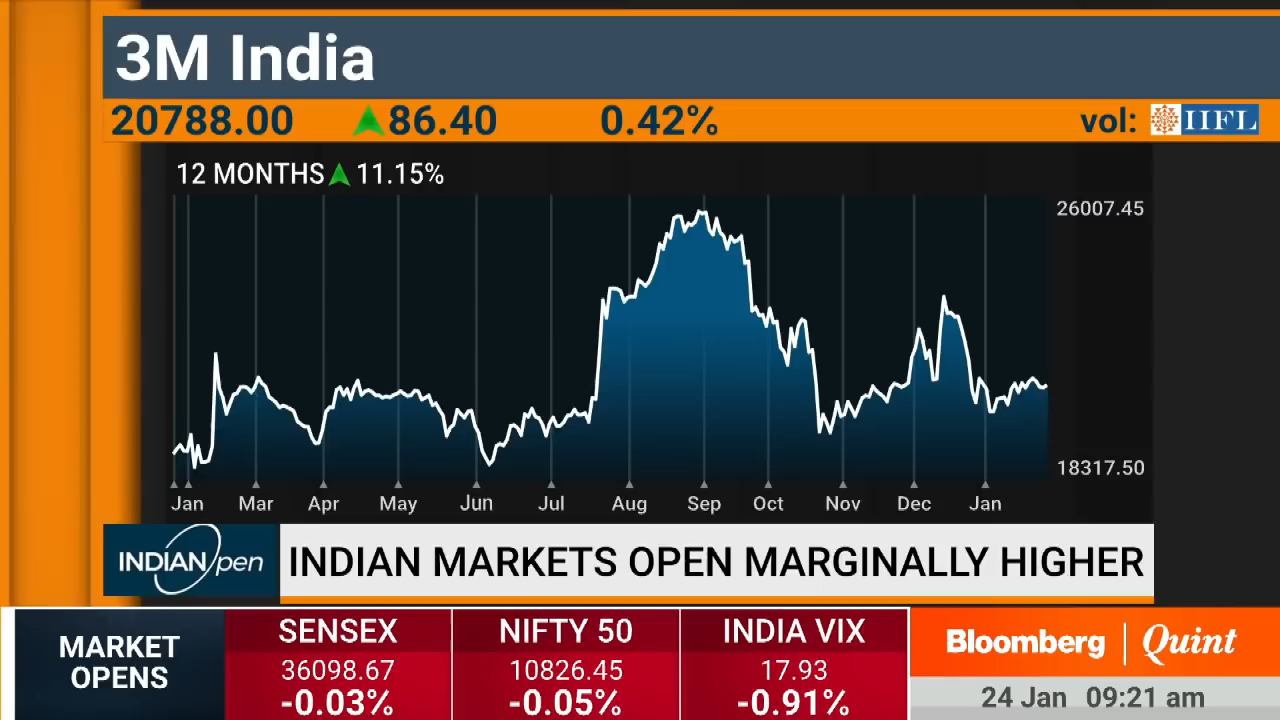 3M India
20788.00 86.40 0.42% vol: IIFL
12 MONTHS 11.15%
26007.45
18317.50
Jan Mar Apr May Jun Jul Aug Sep Oct Nov Dec Jan
INDIAN Open INDIAN MARKETS OPEN MARGINALLY HIGHER
MARKET
OPENS
SENSEX
36098.67
-0.03%
NIFTY 50
10826.45
-0.05%
INDIA VIX
17.93
-0.91%
Bloomberg | Quint
24 Jan 09:21 am